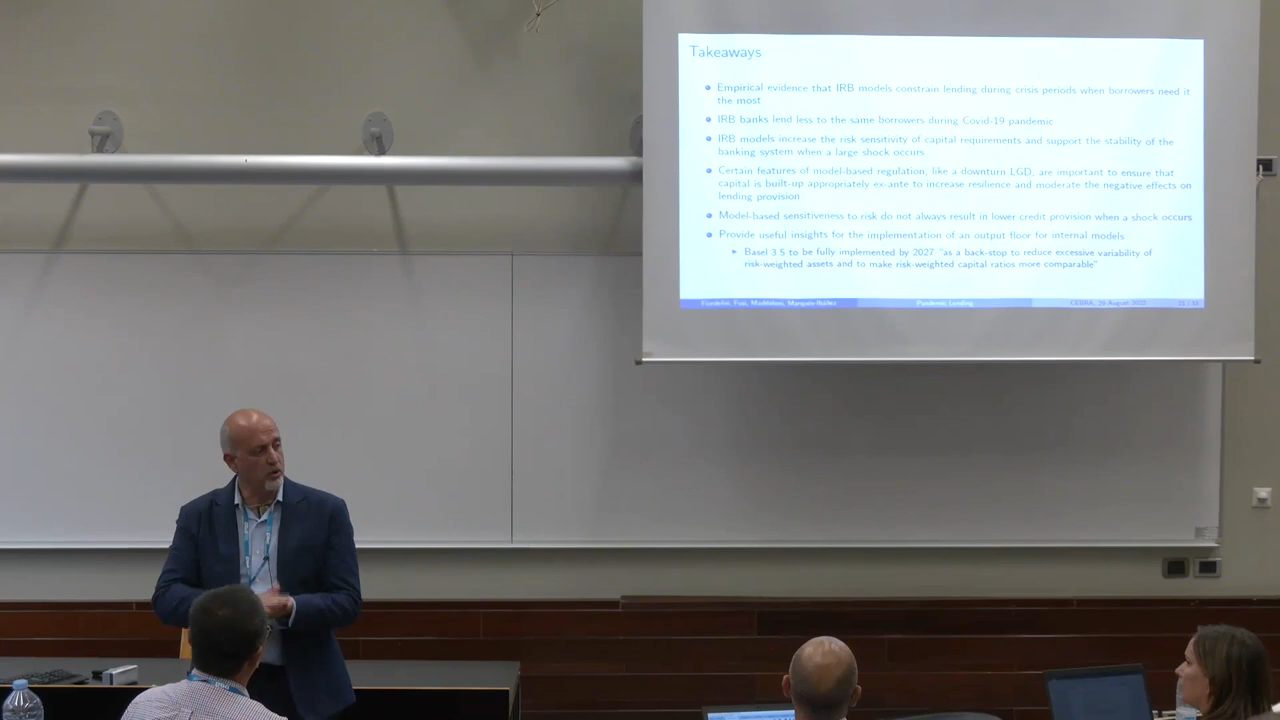 Takeaways
Empirical evidence that IRB models constrain lending during crisis periods when borrowers need it
the most
IRB banks lend less to the same borrowers during Covid-19 pandemic
IRB models increase the risk sensitivity of capital requirements and support the stability of the
banking system when a large shock occurs
Certain features of model-based regulation, like a downturn LGD, are important to ensure that
capital is built-up appropriately ex-ante to increase resilience and moderate the negative effects on
lending provision
Model-based sensitiveness to risk do not always result in lower credit provision when a shock occurs
Provide useful insights for the implementation of an output floor for internal models
Basel 3.5 to be fully implemented by 2027 "as a back-stop to reduce excessive variability of
risk-weighted assets and to make risk-weighted capital ratios more comparable"
Pandemic Lending
CEBRA, 29 August 2022